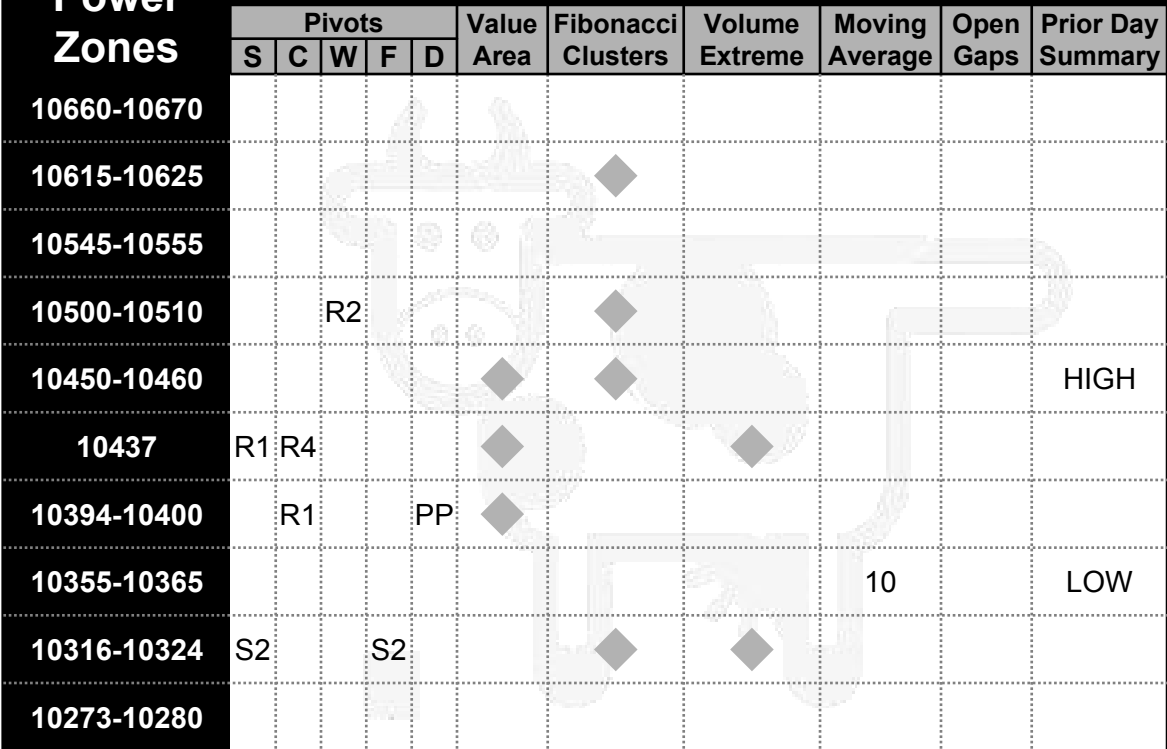 Power Zones
Pivots Value Area Fibonacci Clusters Volume Extreme Moving Average Open Gaps Prior Day Summary
S C W F D
10660-10670
10615-10625
10545-10555
10500-10510 R2
10450-10460 HIGH
10437 R1 R4
10394-10400 R1 PP
10355-10365 10 LOW
10316-10324 S2 S2
10273-10280